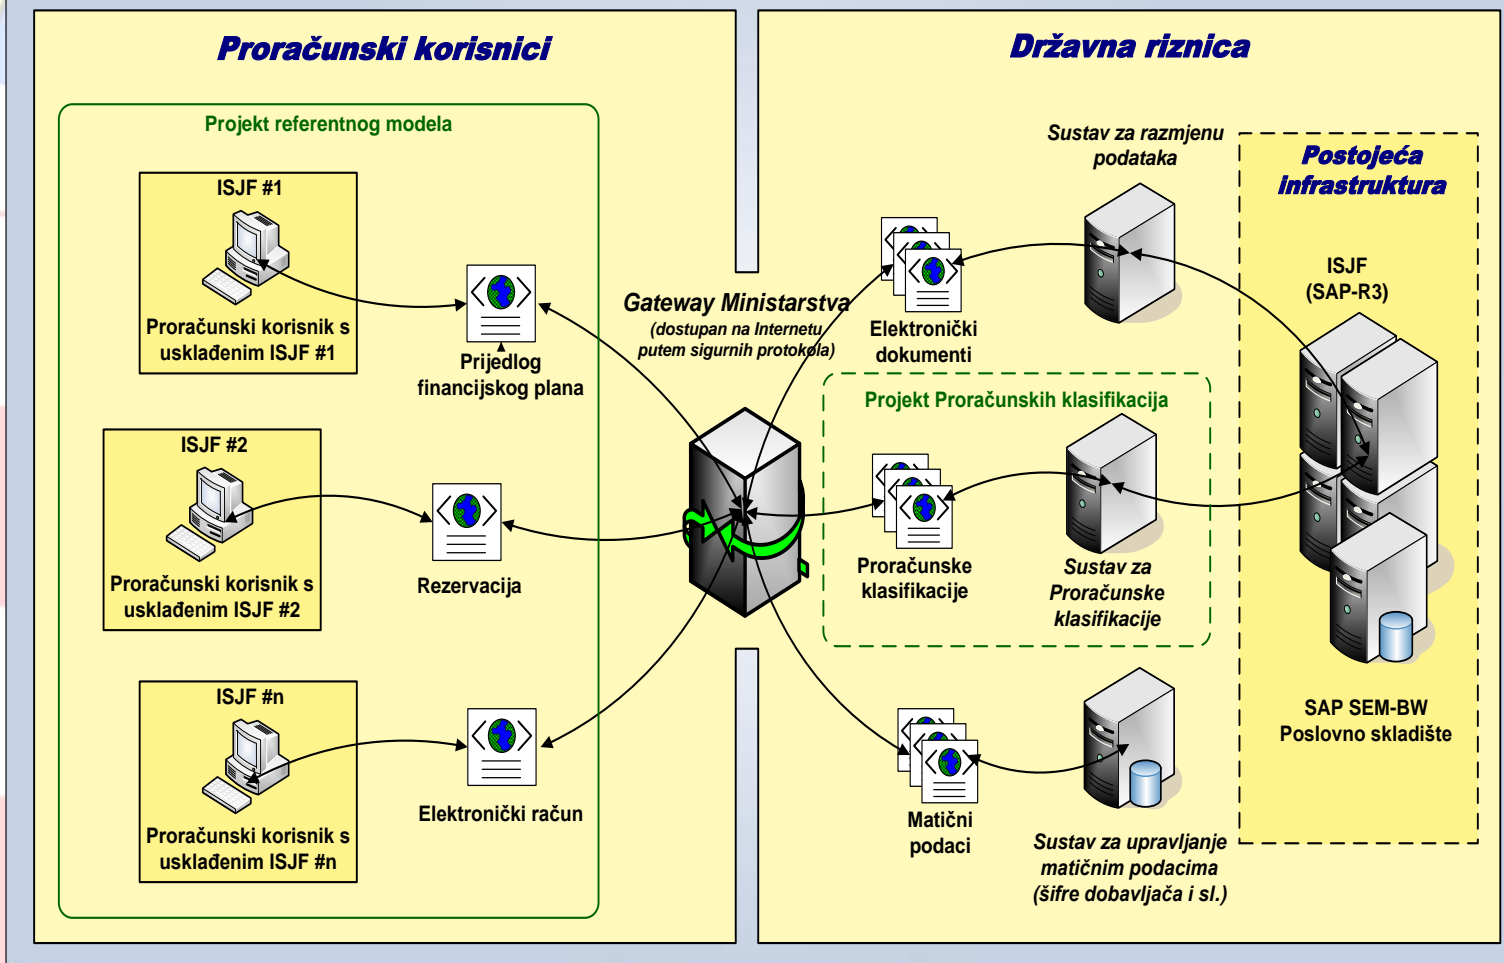 Proračunski korisnici
Projekt referentnog modela
ISJF #1
Proračunski korisnik s
usklađenim ISJF #1
Prijedlog
financijskog plana
ISJF #2
Proračunski korisnik s
usklađenim ISJF #2
Rezervacija
ISJF #n
Proračunski korisnik s
usklađenim ISJF #n
Elektronički račun
Gateway Ministarstva
(dostupan na Internetu
putem sigurnih protokola)
Državna riznica
Sustav za razmjenu
podataka
Elektronički
dokumenti
Projekt Proračunskih klasifikacija
Proračunske
klasifikacije
Sustav za
Proračunske
klasifikacije
Matični
podaci
Sustav za upravljanje
matičnim podacima
(šifre dobavljača i sl.)
Postojeća
infrastruktura
ISJF
(SAP-R3)
SAP SEM-BW
Poslovno skladište